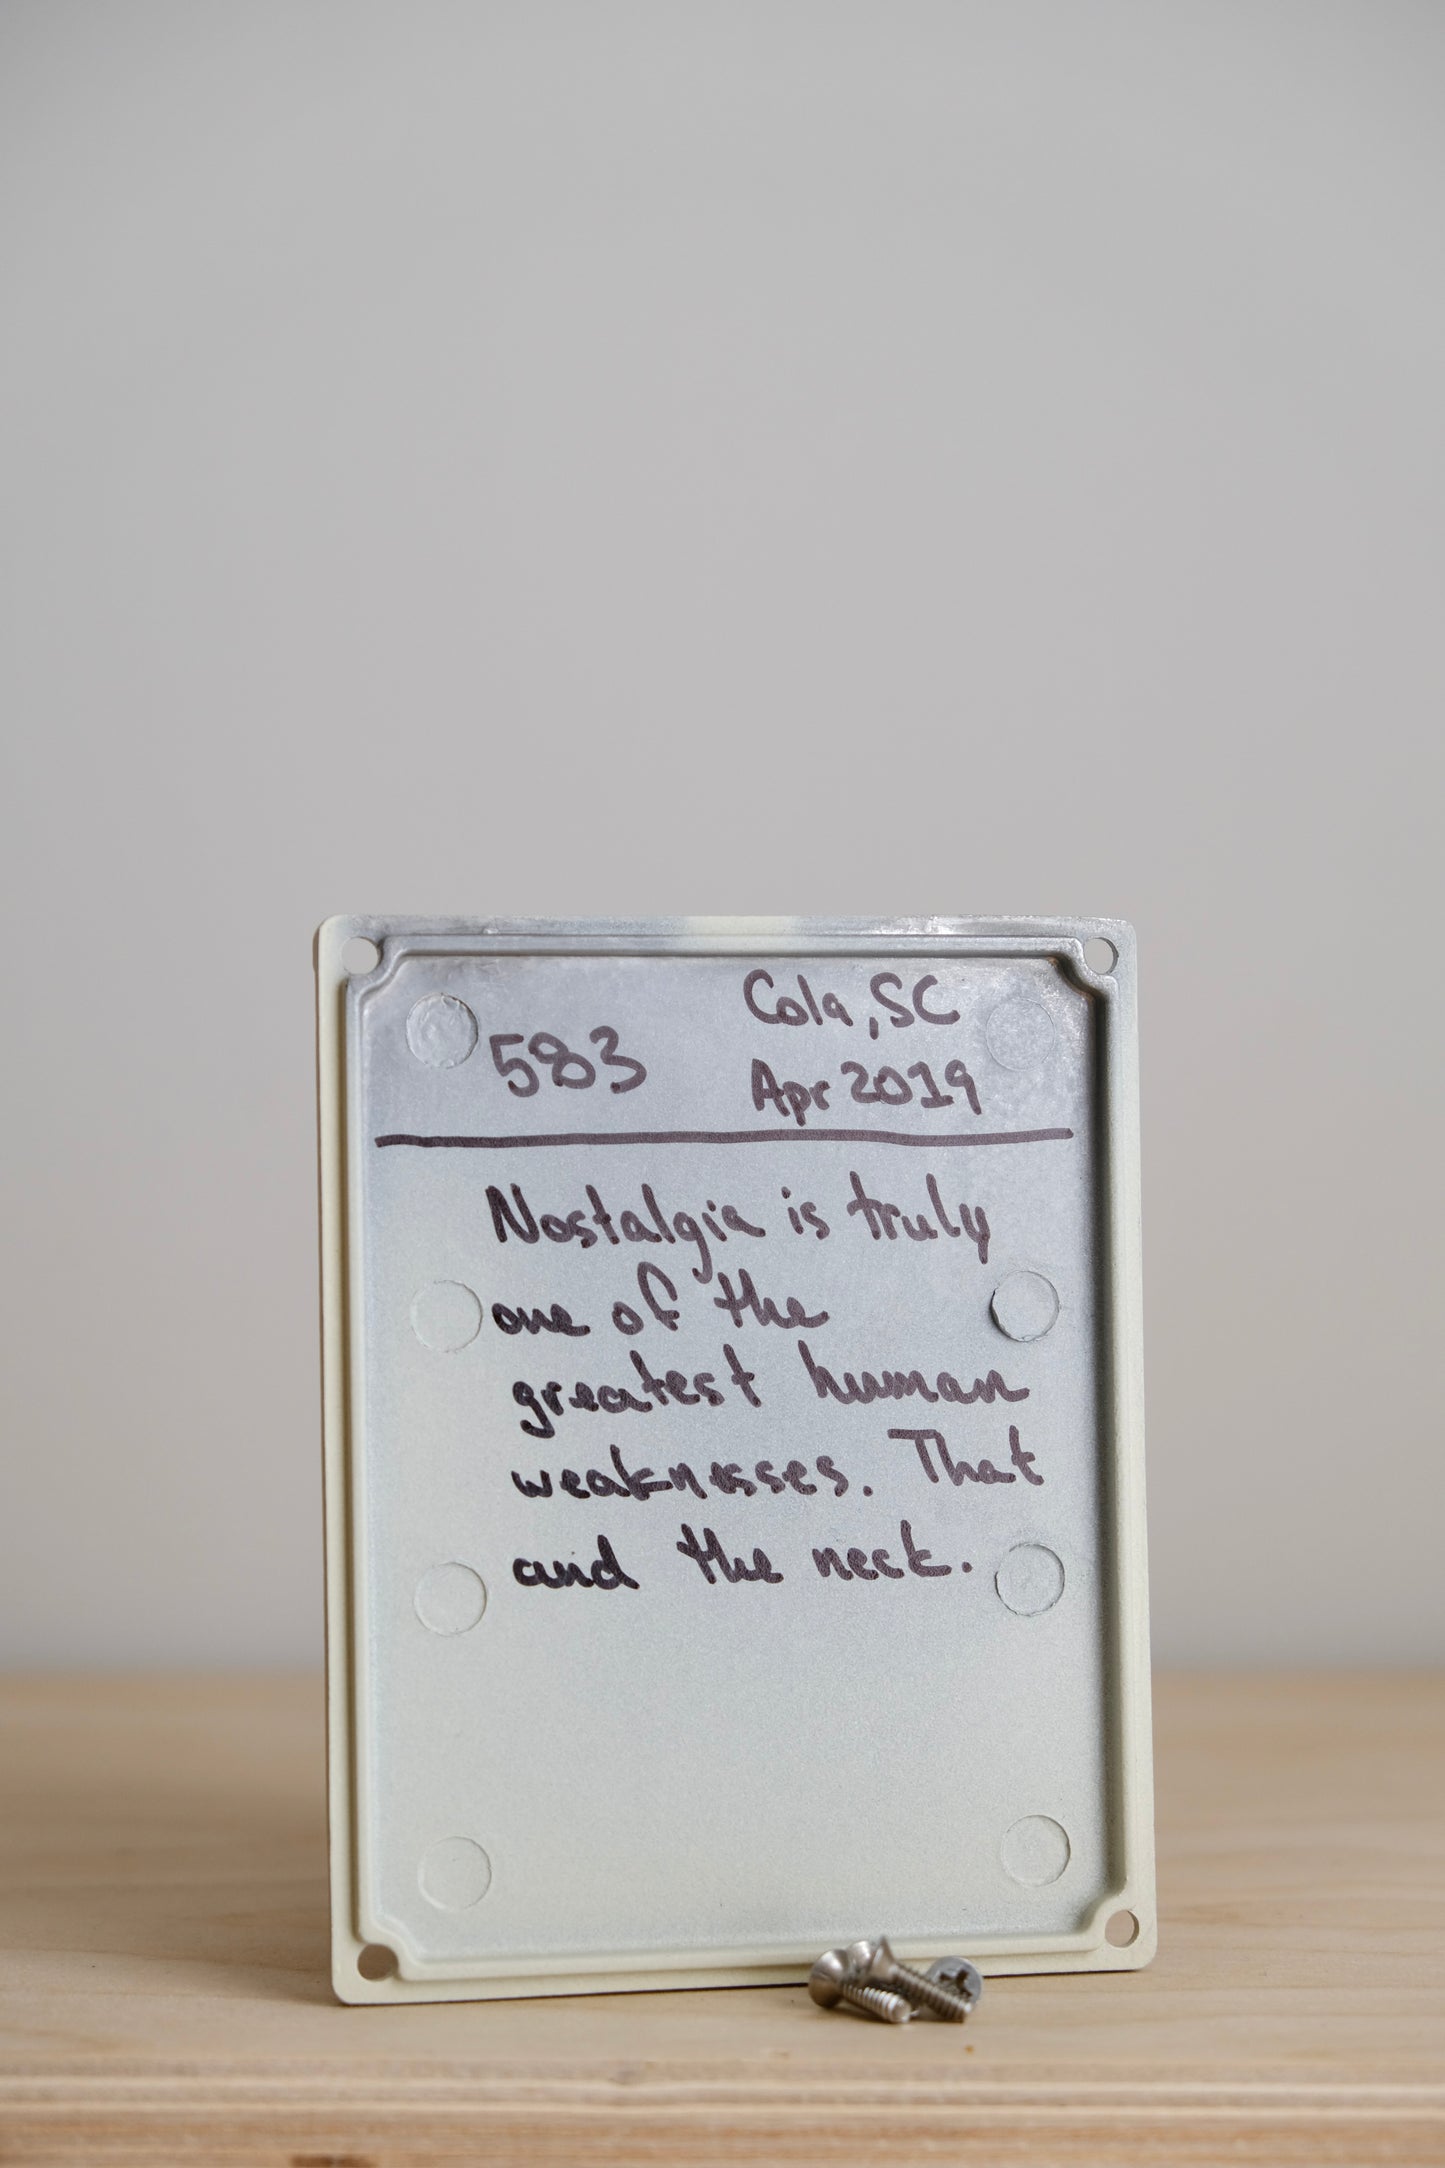 583
Cola, SC
Apr 2019
Nostalgia is truly
one of the
greatest human
weaknesses. That
and the neck.